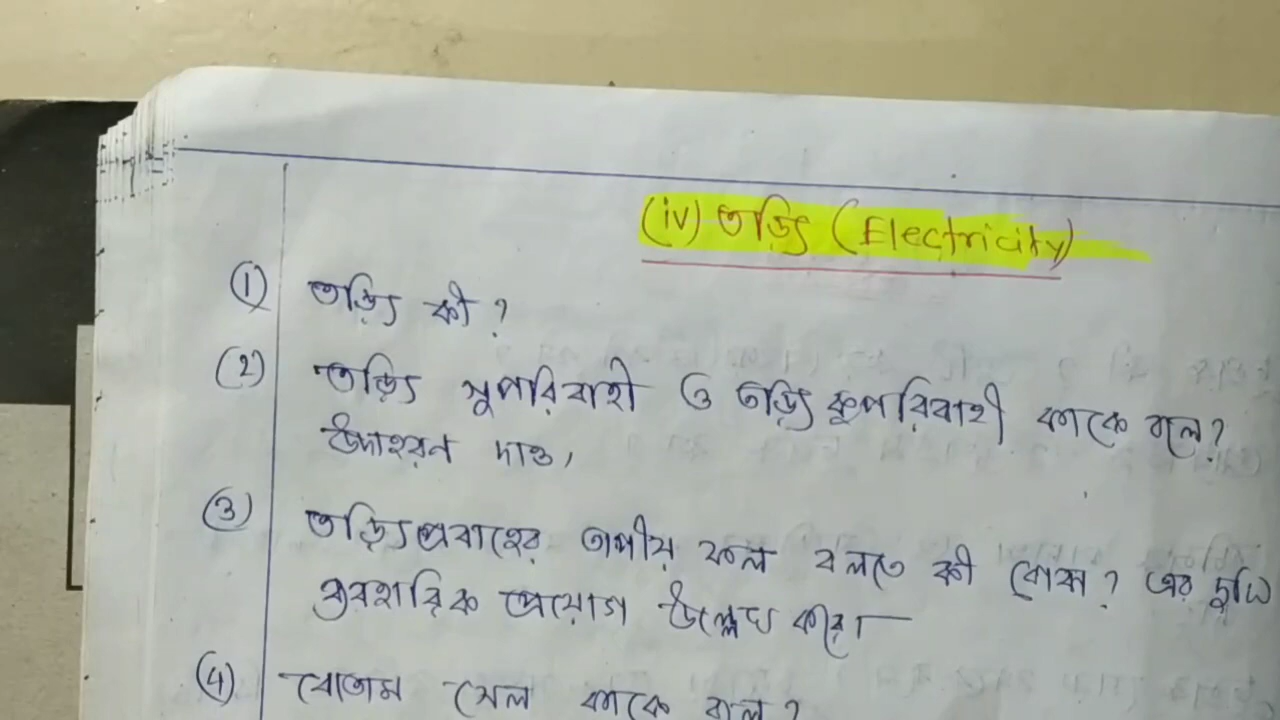 (iv) তড়িৎ (Electricity)
(1) তড়িৎ কী ?
(2) তড়িৎ সুপরিবাহী ও তড়িৎ কুপরিবাহী কাকে বলে?
উদাহরন দাও,
(3) তড়িৎপ্রবাহের তাপীয় ফল বলতে কী বোঝ ? এর দুটি
ব্যবহারিক প্রয়োগ উল্লেখ করো।
(4) বোতাম সেল কাকে বলে ?